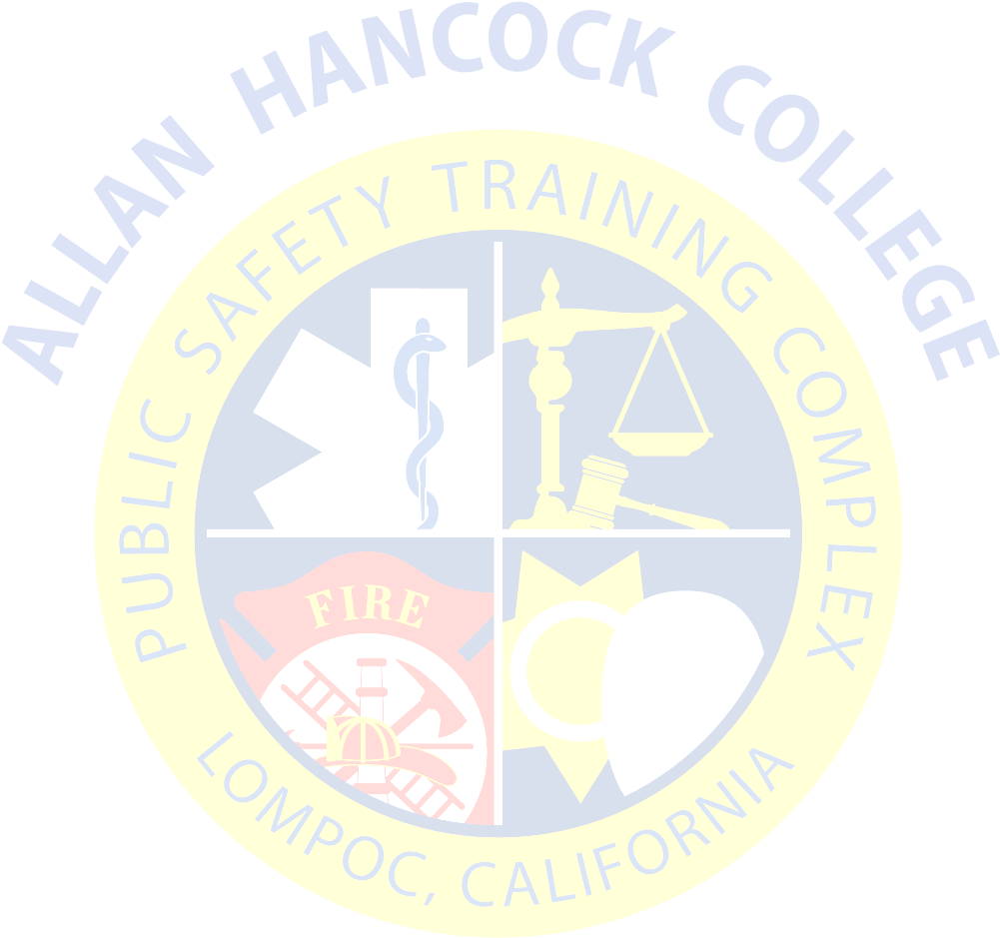 ALLAN HANCOCK COLLEGE
PUBLIC SAFETY TRAINING COMPLEX
FIRE
LOMPOC, CALIFORNIA